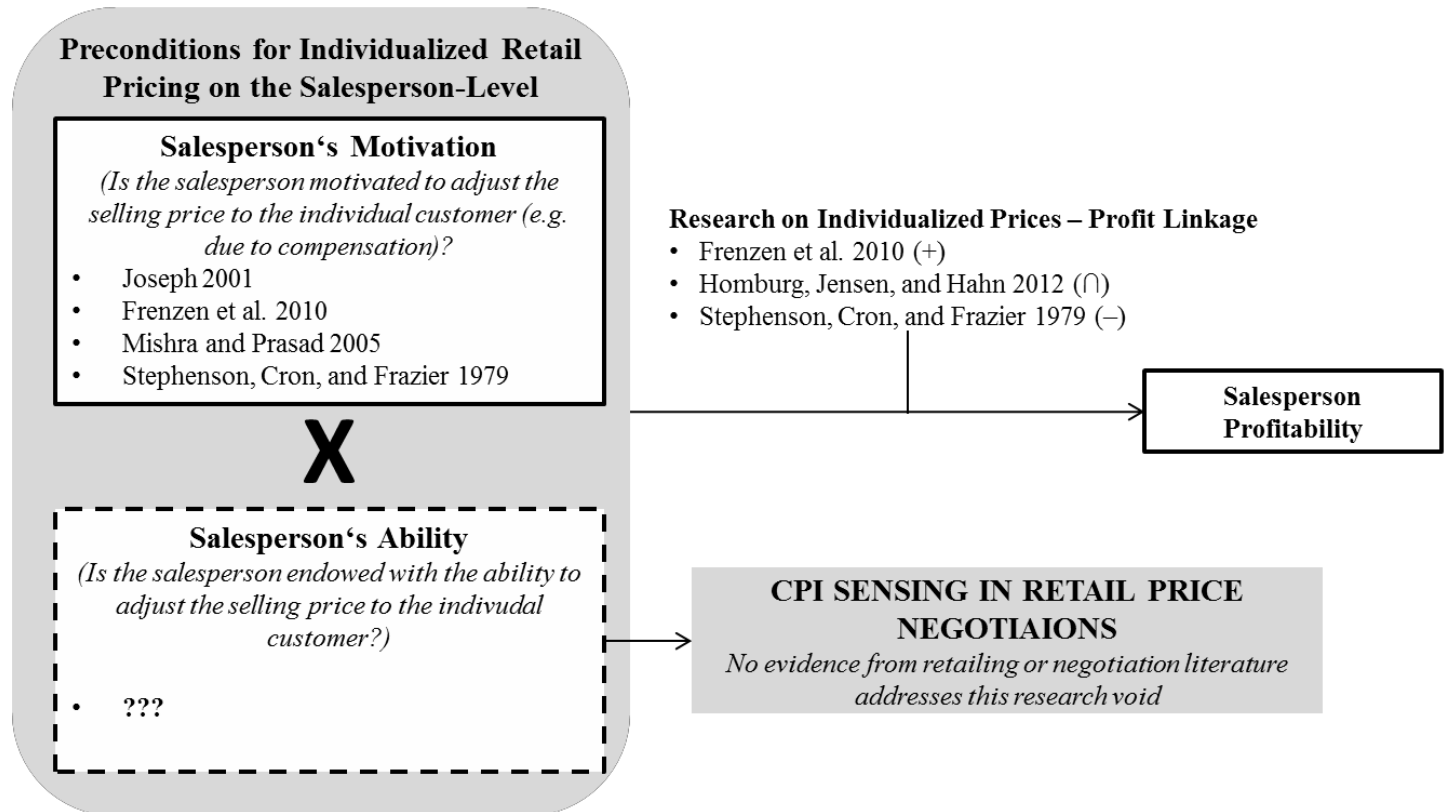 Preconditions for Individualized Retail
Pricing on the Salesperson-Level
Salesperson‘s Motivation
(Is the salesperson motivated to adjust the
selling price to the individual customer (e.g.
due to compensation)?
• Joseph 2001
• Frenzen et al. 2010
• Mishra and Prasad 2005
• Stephenson, Cron, and Frazier 1979
X
Salesperson‘s Ability
(Is the salesperson endowed with the ability to
adjust the selling price to the indivudal
customer?)
• ???
Research on Individualized Prices – Profit Linkage
• Frenzen et al. 2010 (+)
• Homburg, Jensen, and Hahn 2012 (∩)
• Stephenson, Cron, and Frazier 1979 (–)
Salesperson
Profitability
CPI SENSING IN RETAIL PRICE
NEGOTIAIONS
No evidence from retailing or negotiation literature
addresses this research void